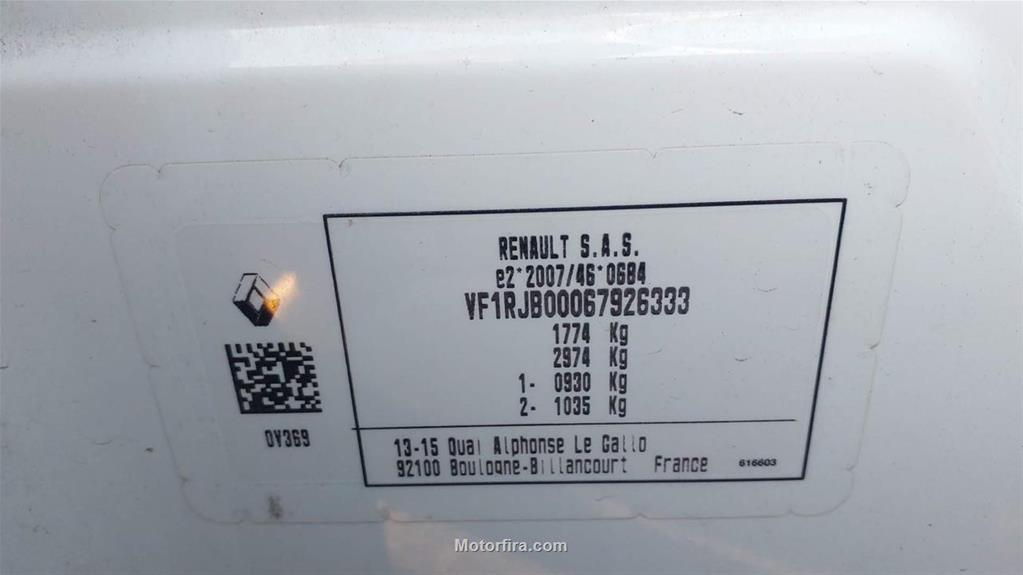 RENAULT S.A.S.
e2*2007/46*0684
VF1RJB00067926333
1774 Kg
2974 Kg
1- 0930 Kg
2- 1035 Kg
0V369
13-15 Quai Alphonse Le Gallo
92100 Boulogne-Billancourt France 616603
Motorfira.com